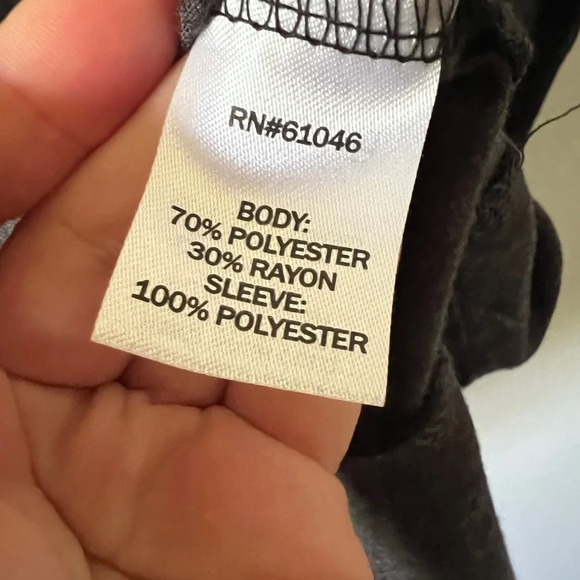 RN#61046
BODY:
70% POLYESTER
30% RAYON
SLEEVE:
100% POLYESTER